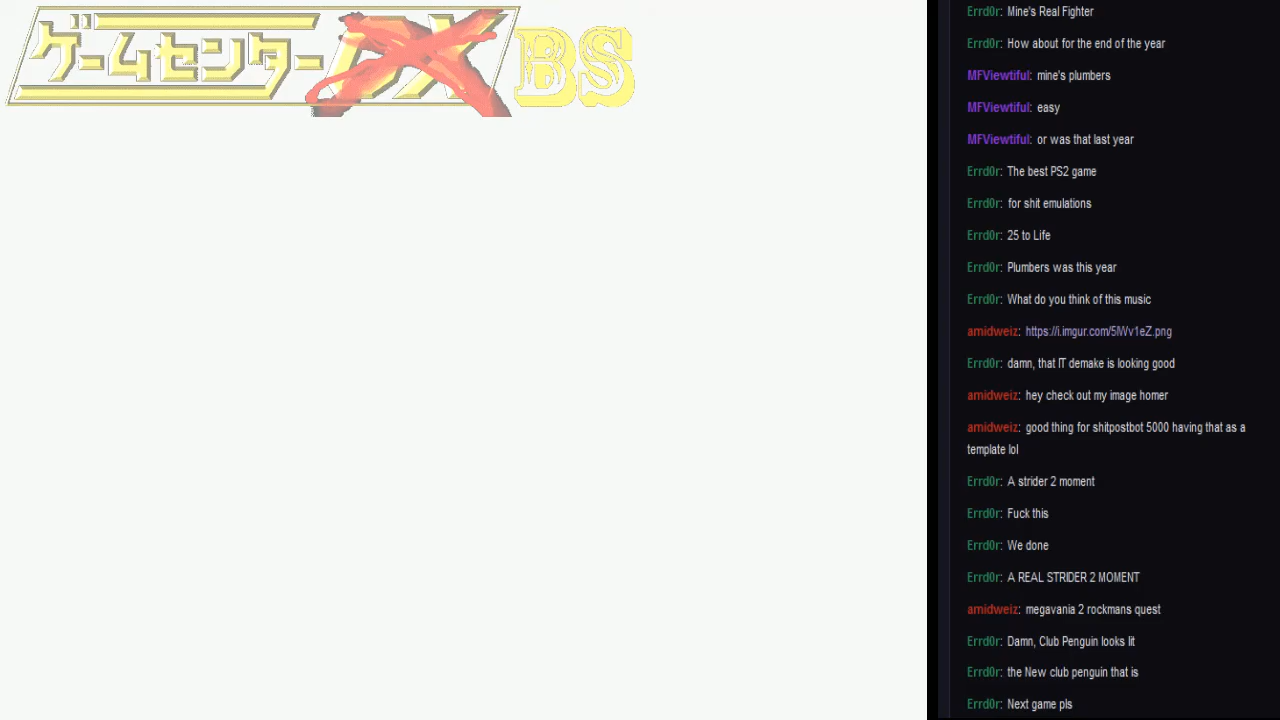 ゲームセンターDX BS
Errd0r: Mine's Real Fighter
Errd0r: How about for the end of the year
MFViewtiful: mine's plumbers
MFViewtiful: easy
MFViewtiful: or was that last year
Errd0r: The best PS2 game
Errd0r: for shit emulations
Errd0r: 25 to Life
Errd0r: Plumbers was this year
Errd0r: What do you think of this music
amidweiz: https://i.imgur.com/5lWv1eZ.png
Errd0r: damn, that IT demake is looking good
amidweiz: hey check out my image homer
amidweiz: good thing for shitpostbot 5000 having that as a
template lol
Errd0r: A strider 2 moment
Errd0r: Fuck this
Errd0r: We done
Errd0r: A REAL STRIDER 2 MOMENT
amidweiz: megavania 2 rockmans quest
Errd0r: Damn, Club Penguin looks lit
Errd0r: the New club penguin that is
Errd0r: Next game pls